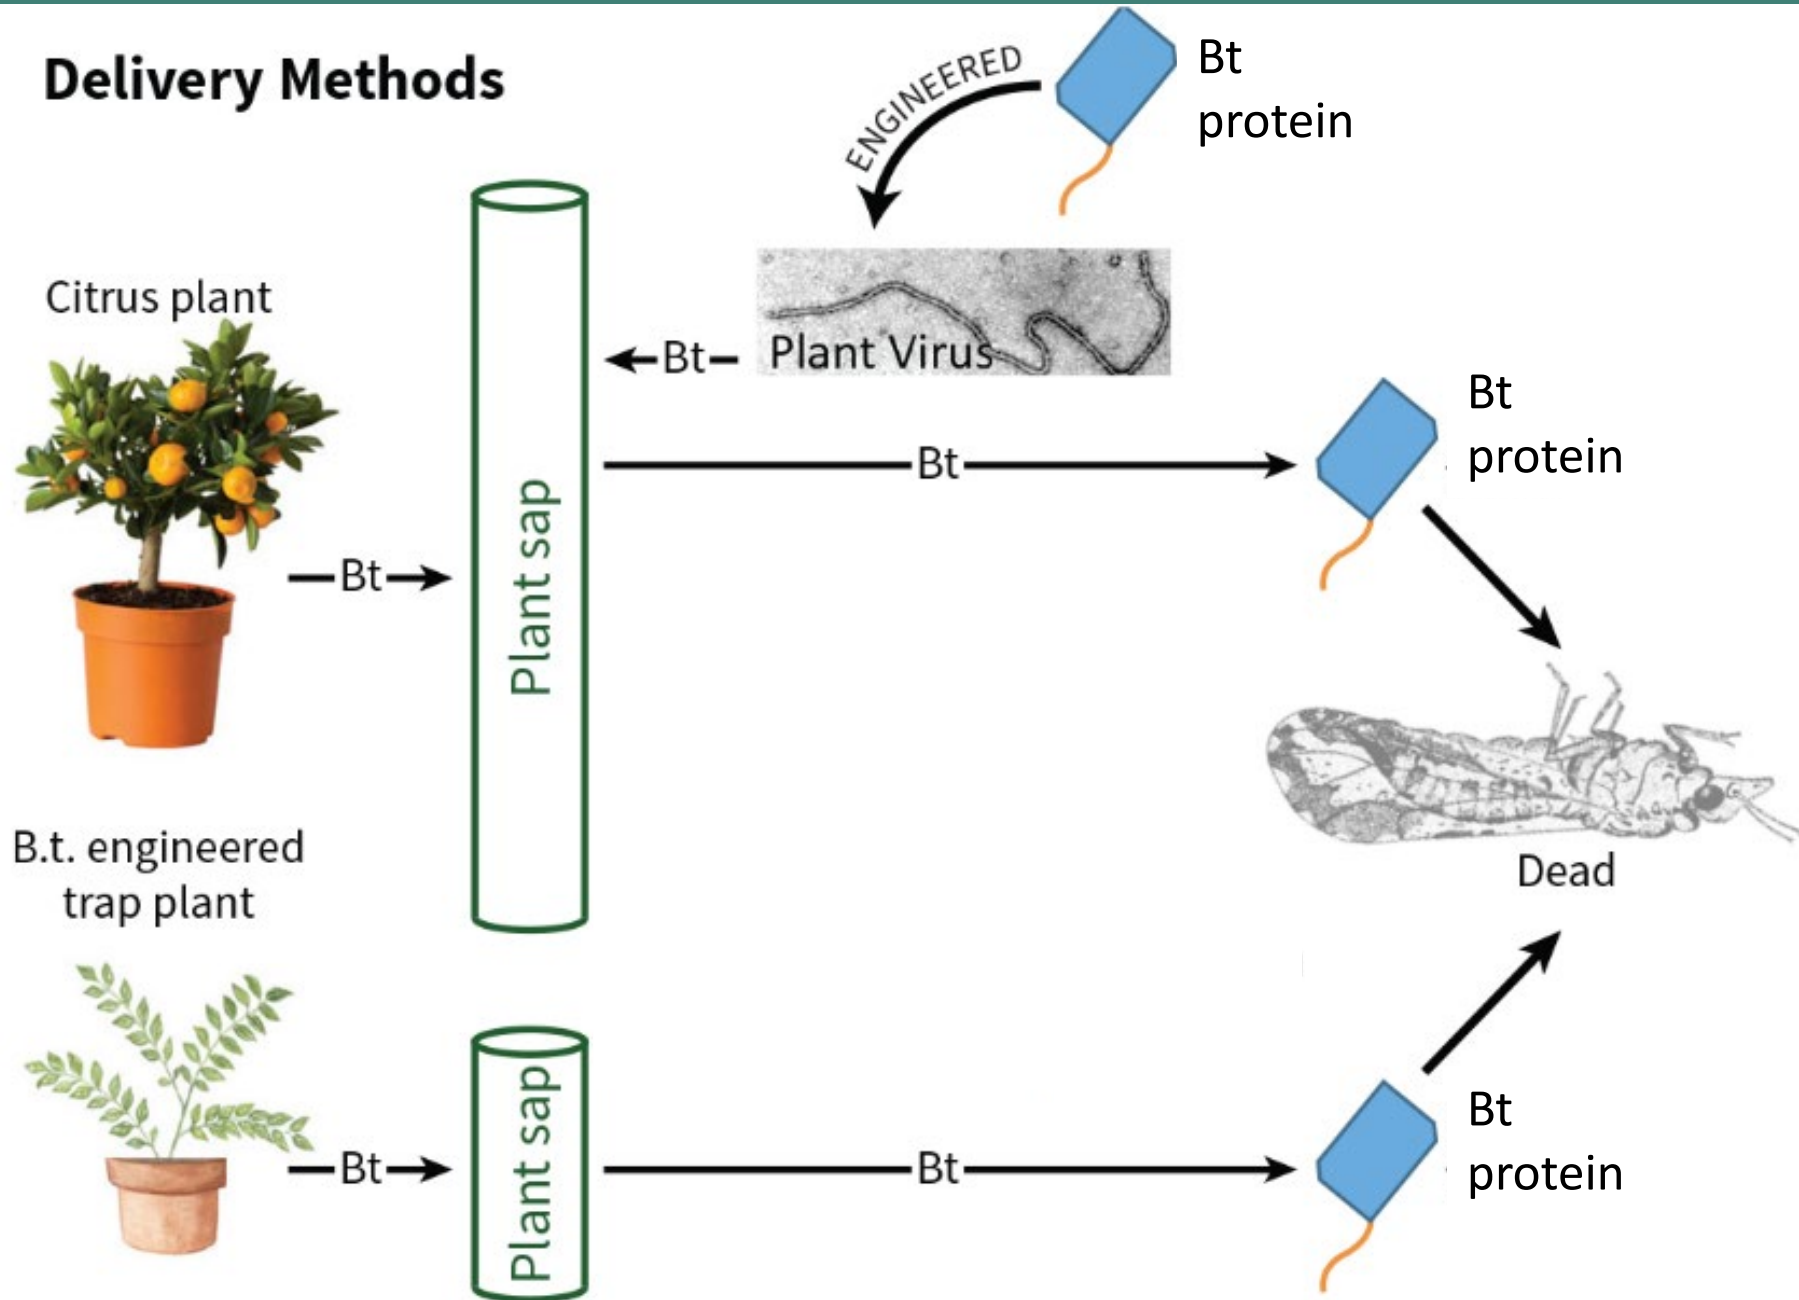 Delivery Methods
ENGINEERED
Bt
protein
Citrus plant
Bt
Plant Virus
Bt
protein
Bt
Bt
Plant sap
B.t. engineered
trap plant
Dead
Bt
Plant sap
Bt
Bt
protein